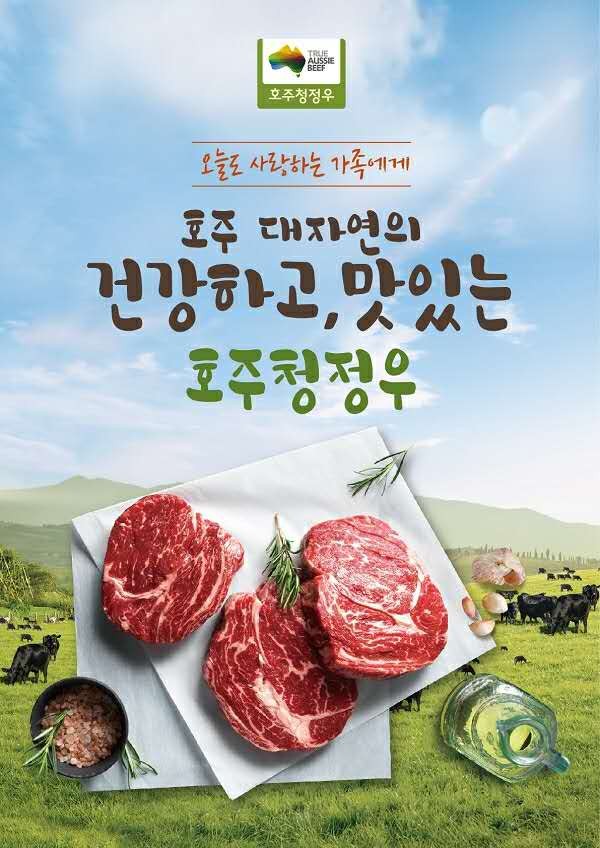 TRUE
AUSSIE
BEEF
호주청정우
오늘도 사랑하는 가족에게
호주 대자연의
건강하고, 맛있는
호주청정우